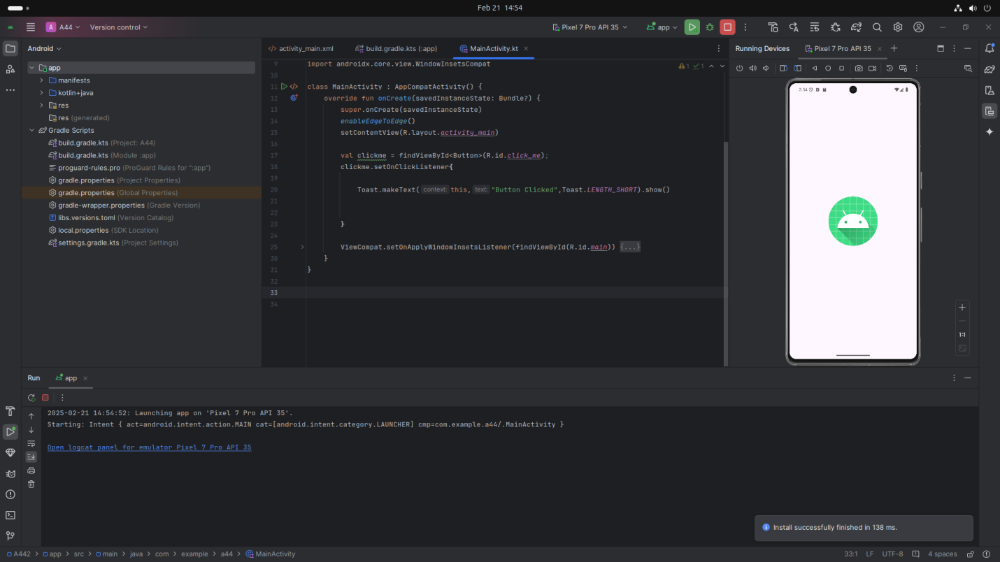 Feb 21 14:54
A A44 Version control Pixel 7 Pro API 35 app
Android activity_main.xml build.gradle.kts (:app) MainActivity.kt Running Devices Pixel 7 Pro API 35
app
manifests
kotlin+java
res
res (generated)
Gradle Scripts
build.gradle.kts (Project: A44)
build.gradle.kts (Module :app)
proguard-rules.pro (ProGuard Rules for ":app")
gradle.properties (Project Properties)
gradle.properties (Global Properties)
gradle-wrapper.properties (Gradle Version)
libs.versions.toml (Version Catalog)
local.properties (SDK Location)
settings.gradle.kts (Project Settings)
1 1
9 import androidx.core.view.WindowInsetsCompat
10
11 class MainActivity : AppCompatActivity() {
12 override fun onCreate(savedInstanceState: Bundle?) {
13 super.onCreate(savedInstanceState)
14 enableEdgeToEdge()
15 setContentView(R.layout.activity_main)
16
17 val clickme = findViewById<Button>(R.id.click_me);
18 clickme.setOnClickListener{
19
20 Toast.makeText( context: this, text: "Button Clicked",Toast.LENGTH_SHORT).show()
21
22
23 }
24
25 ViewCompat.setOnApplyWindowInsetsListener(findViewById(R.id.main)) {...}
30 }
31 }
32
33
34
7:54
1:1
Run app
2025-02-21 14:54:52: Launching app on 'Pixel 7 Pro API 35'.
Starting: Intent { act=android.intent.action.MAIN cat=[android.intent.category.LAUNCHER] cmp=com.example.a44/.MainActivity }
Open logcat panel for emulator Pixel 7 Pro API 35
Install successfully finished in 138 ms.
A442 > app > src > main > java > com > example > a44 > MainActivity 33:1 LF UTF-8 4 spaces